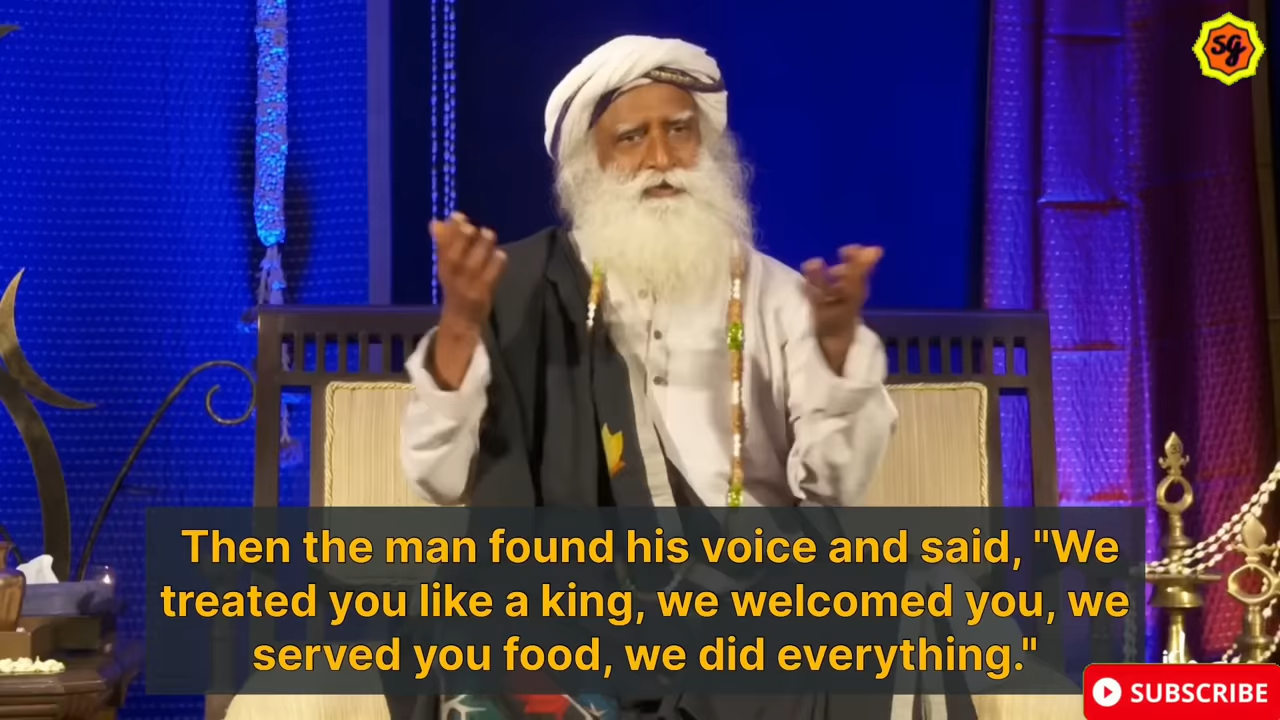 sg
Then the man found his voice and said, "We
treated you like a king, we welcomed you, we
served you food, we did everything."
SUBSCRIBE